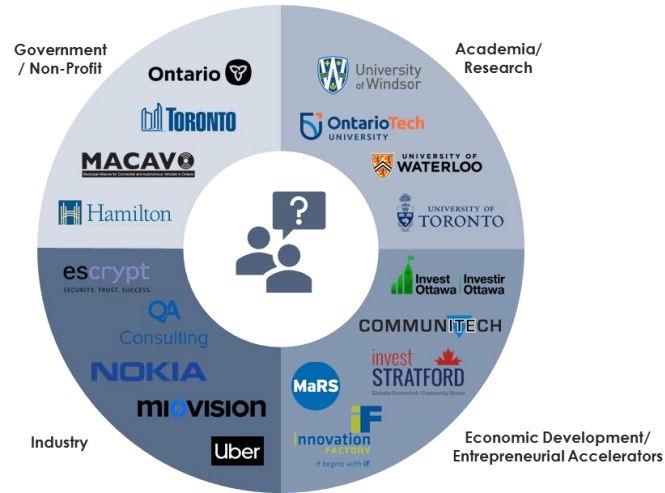 Government
/ Non-Profit
Ontario
TORONTO
MACAVO
Municipal Alliance for Connected and Autonomous Vehicles in Ontario
Hamilton
Academia/
Research
University
of Windsor
OntarioTech
UNIVERSITY
UNIVERSITY OF
WATERLOO
UNIVERSITY OF
TORONTO
?
escrypt
SECURITY. TRUST. SUCCESS.
QA
Consulting
NOKIA
miovision
Uber
Industry
Invest Investir
Ottawa Ottawa
COMMUNITECH
invest
STRATFORD
Globally Connected / Community Driven
MaRS
iF
innovation
FACTORY
it begins with iF
Economic Development/
Entrepreneurial Accelerators